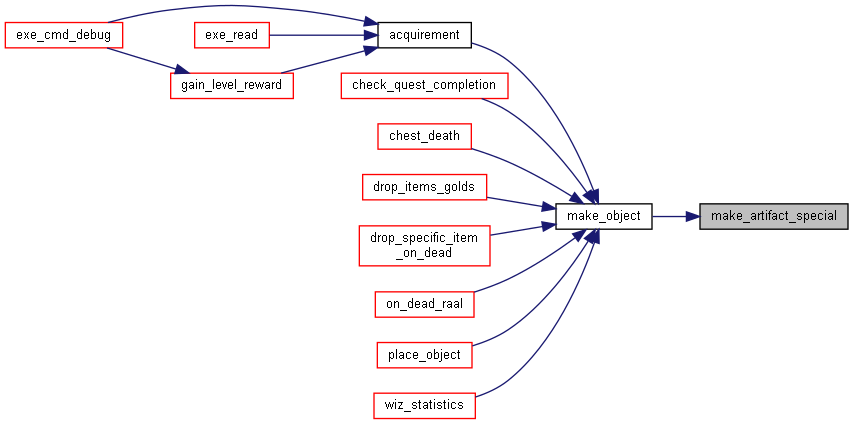 exe_cmd_debug
exe_read
acquirement
gain_level_reward
check_quest_completion
chest_death
drop_items_golds
make_object
make_artifact_special
drop_specific_item
_on_dead
on_dead_raal
place_object
wiz_statistics